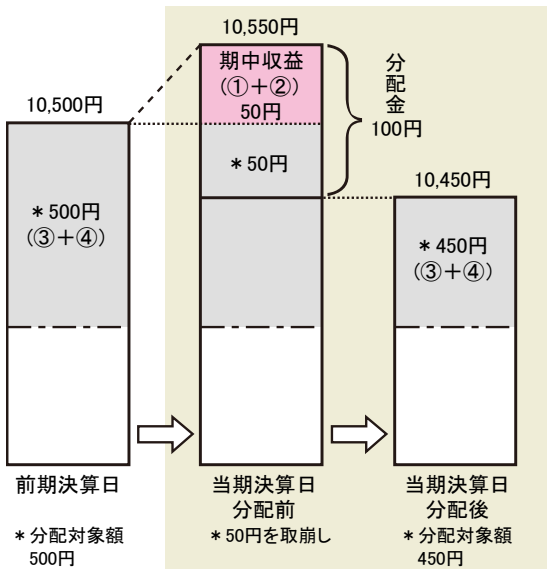 10,550円
期中収益
(①+②)
50円
分配金
100円
10,500円
*50円
10,450円
*500円
(③+④)
*450円
(③+④)
前期決算日
当期決算日
分配前
当期決算日
分配後
*分配対象額
500円
*50円を取崩し
*分配対象額
450円